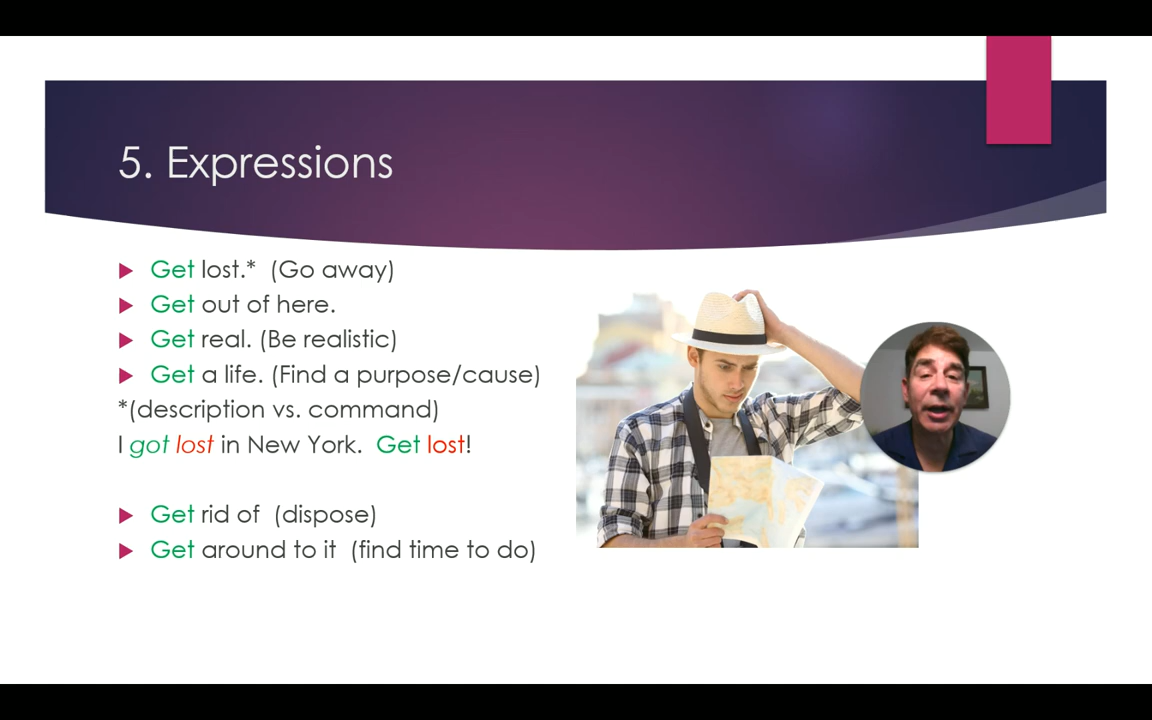 5. Expressions
Get lost.* (Go away)
Get out of here.
Get real. (Be realistic)
Get a life. (Find a purpose/cause)
*(description vs. command)
I got lost in New York. Get lost!
Get rid of (dispose)
Get around to it (find time to do)